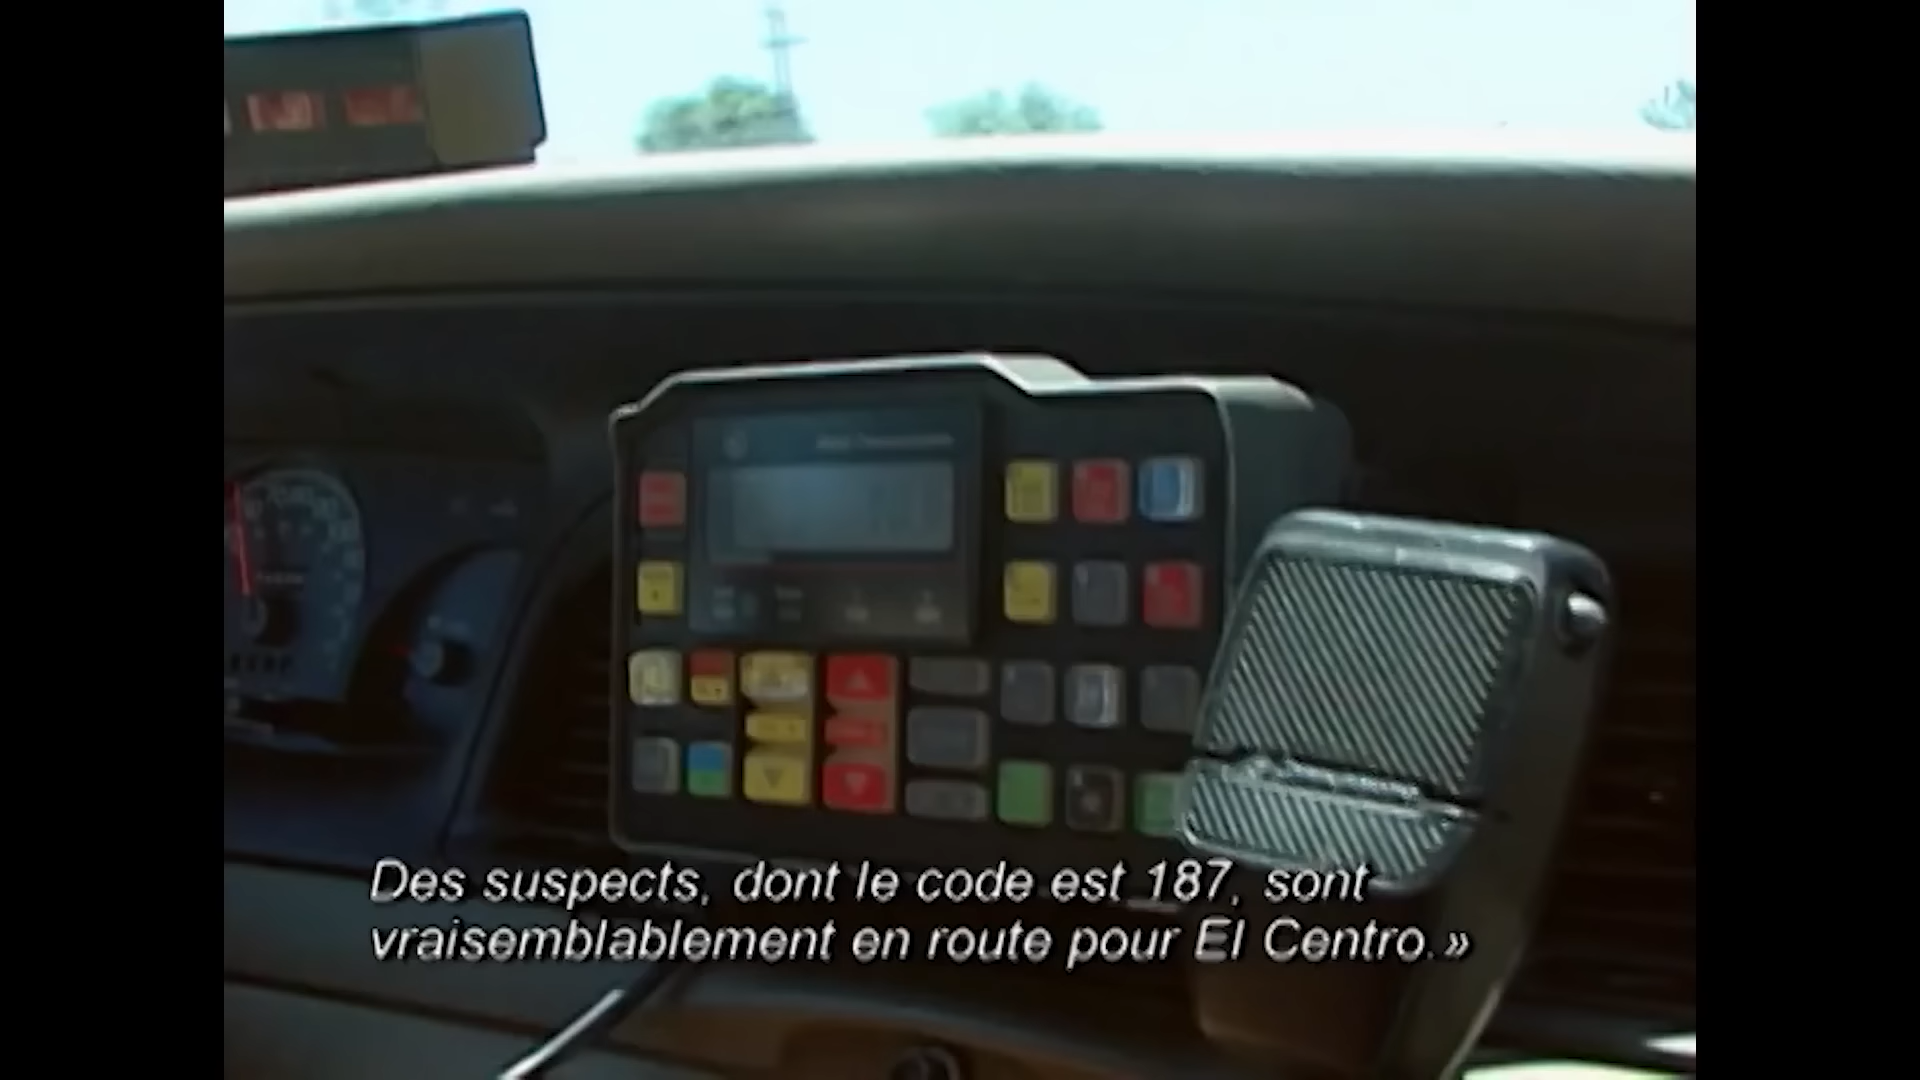 Des suspects, dont le code est 187, sont
vraisemblablement en route pour El Centro.»